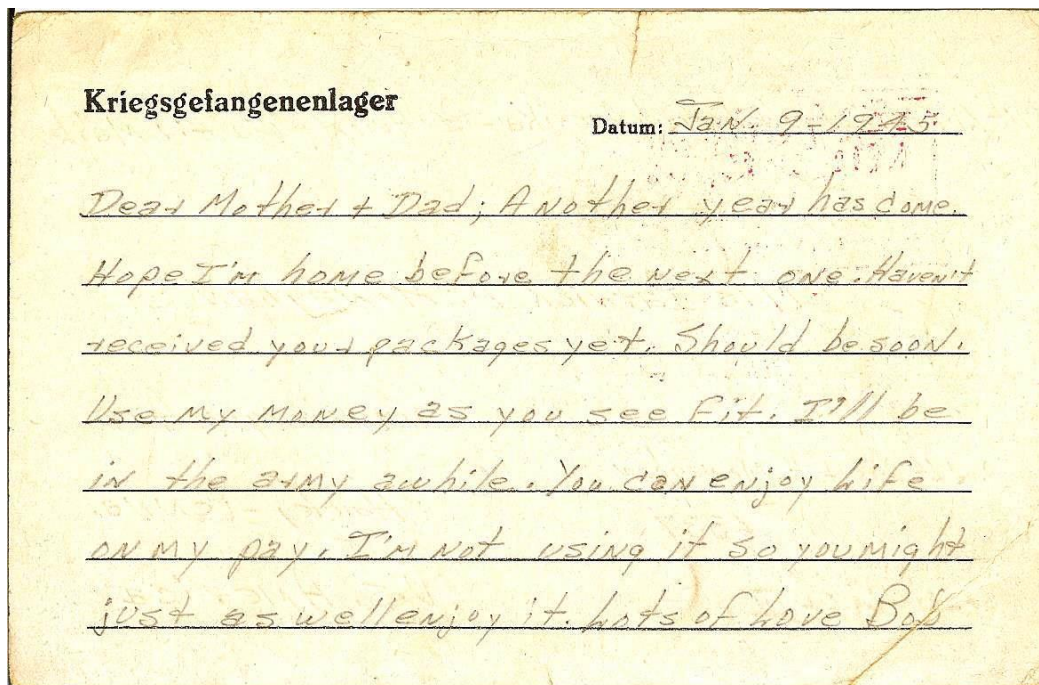 Kriegsgefangenenlager
Datum: Jan. 9-1945.
Dear Mother + Dad; Another year has come.
Hope I'm home before the next one. Haven't
received your packages yet. Should be soon.
Use my money as you see fit. I'll be
in the army awhile. You can enjoy Life
on my pay. I'm not using it so you might
just as well enjoy it. Lots of Love Bob